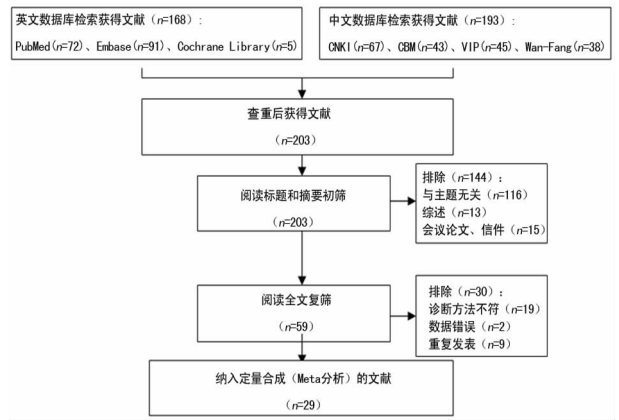 英文数据库检索获得文献（n=168）:
PubMed(n=72)、Embase(n=91)、Cochrane Library(n=5)
中文数据库检索获得文献（n=193）:
CNKI(n=67)、CBM(n=43)、VIP(n=45)、Wan-Fang(n=38)
查重后获得文献
（n=203）
阅读标题和摘要初筛
（n=203）
排除（n=144）:
与主题无关（n=116）
综述（n=13）
会议论文、信件（n=15）
阅读全文复筛
（n=59）
排除（n=30）:
诊断方法不符（n=19）
数据错误（n=2）
重复发表（n=9）
纳入定量合成（Meta分析）的文献
（n=29）